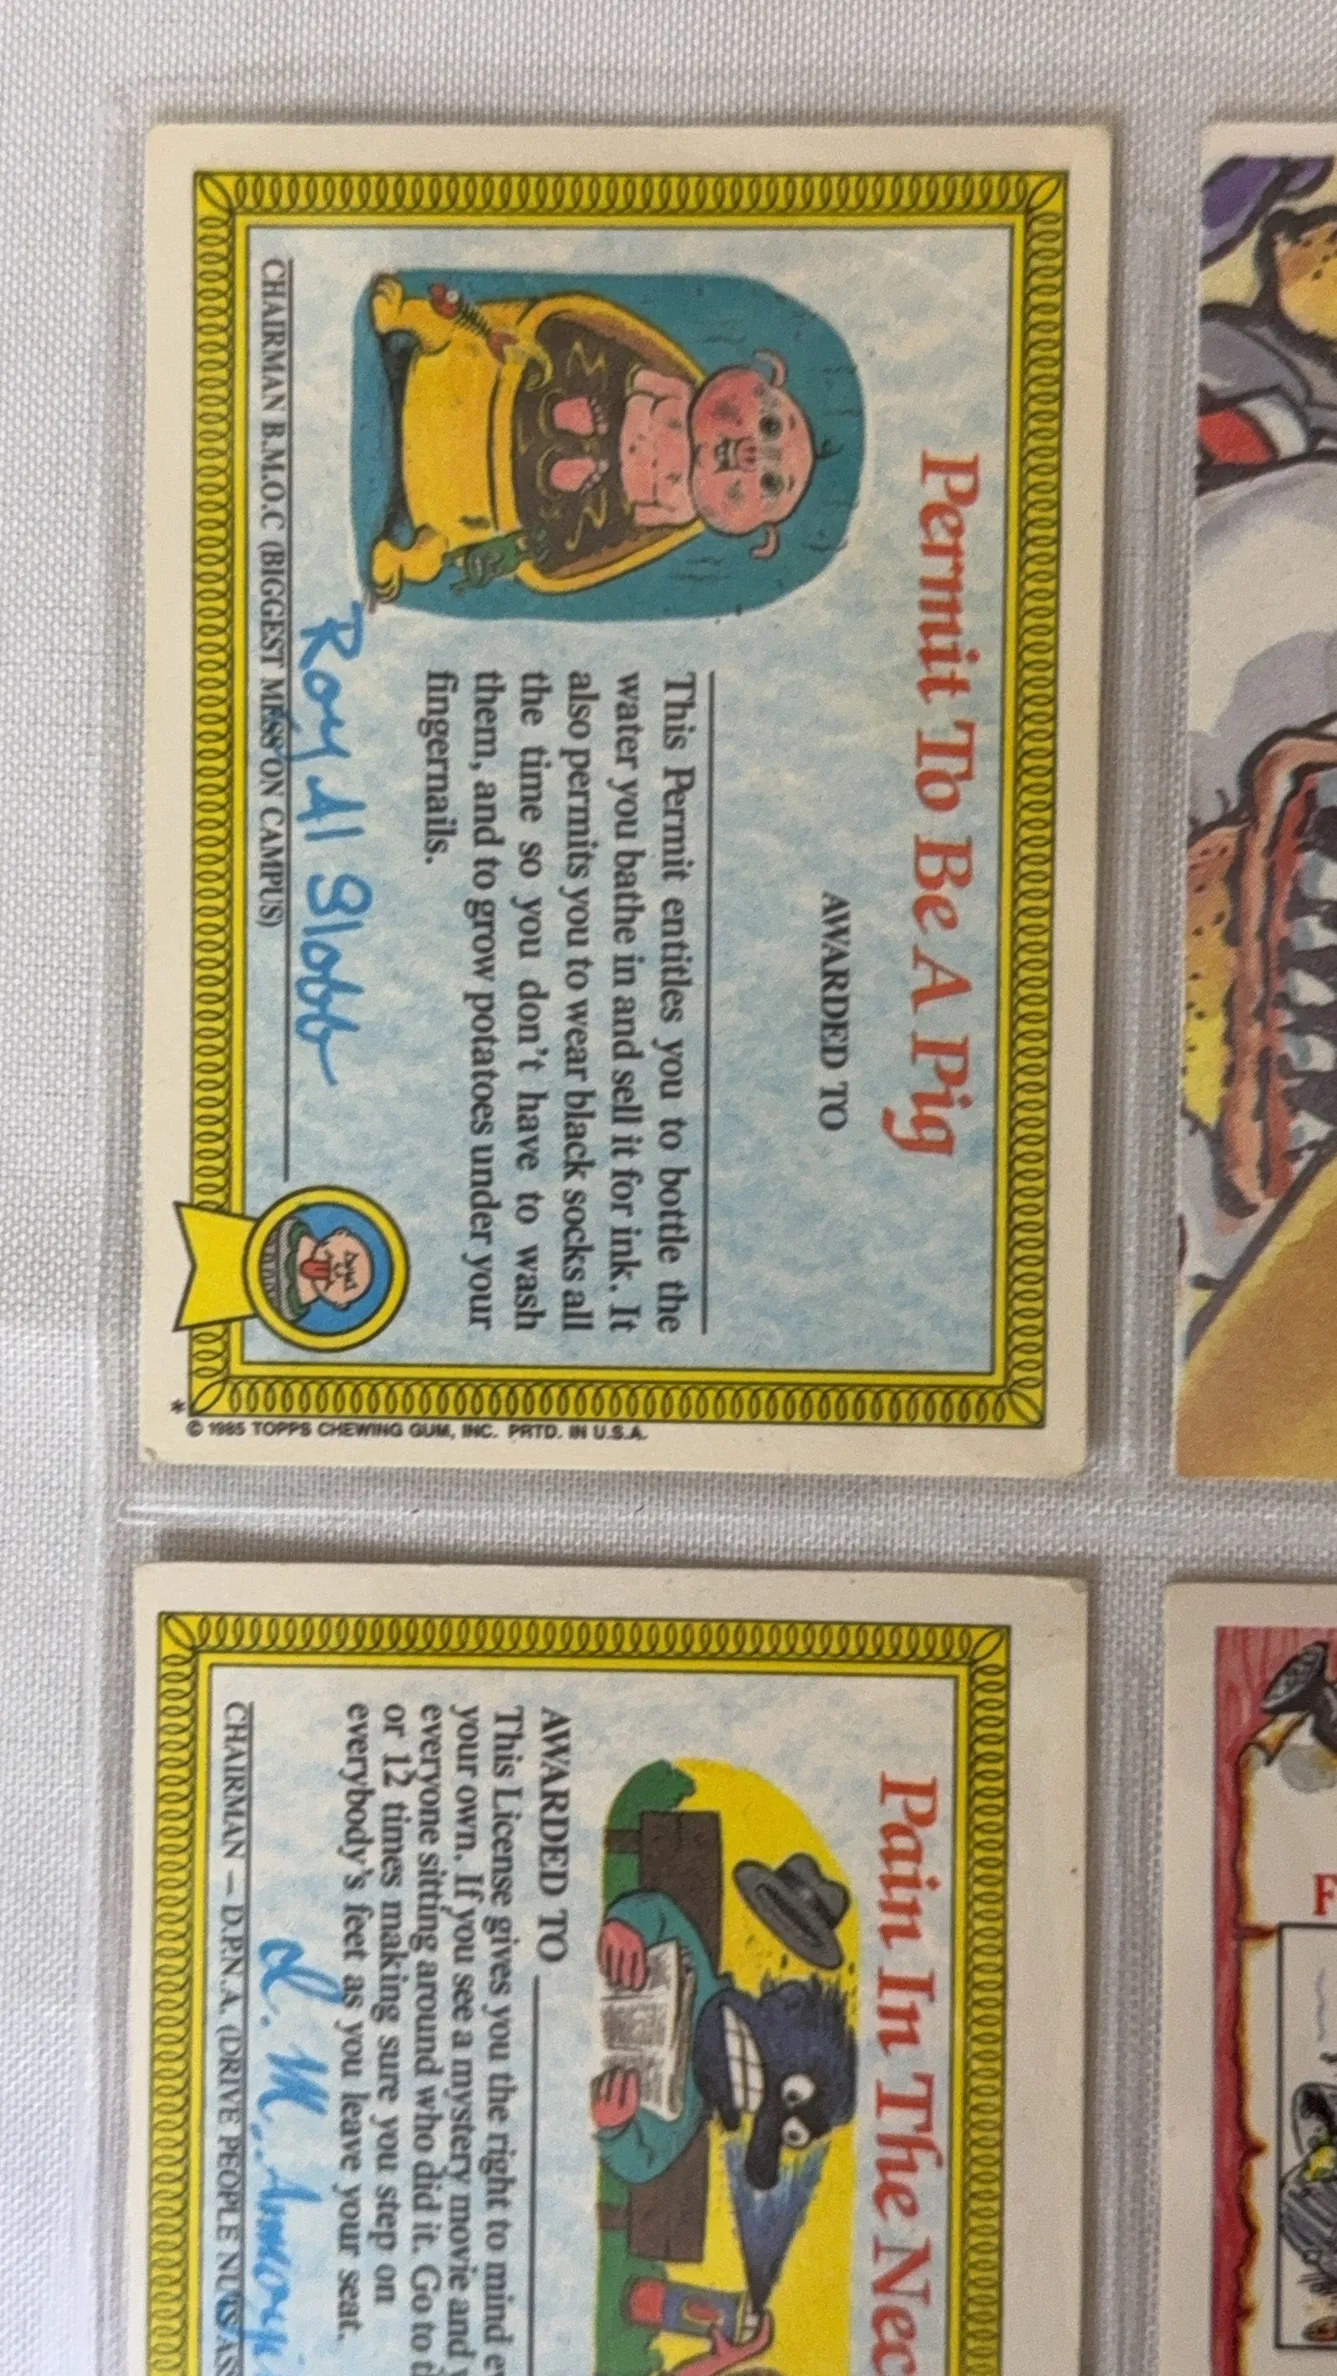 Permit To Be A Pig
AWARDED TO
This Permit entitles you to bottle the
water you bathe in and sell it for ink. It
also permits you to wear black socks all
the time so you don't have to wash
them, and to grow potatoes under your
fingernails.
Roy Al Slobb
CHAIRMAN B.M.O.C (BIGGEST MESS ON CAMPUS)
* © 1985 TOPPS CHEWING GUM, INC. PRTD. IN U.S.A.
Pain In The Nec
AWARDED TO
This License gives you the right to mind
your own. If you see a mystery movie and
everyone sitting around who did it. Go to
or 12 times making sure you step on
everybody's feet as you leave your seat.
I. M.
CHAIRMAN – D.P.N.A. (DRIVE PEOPLE NUTS ASS
F